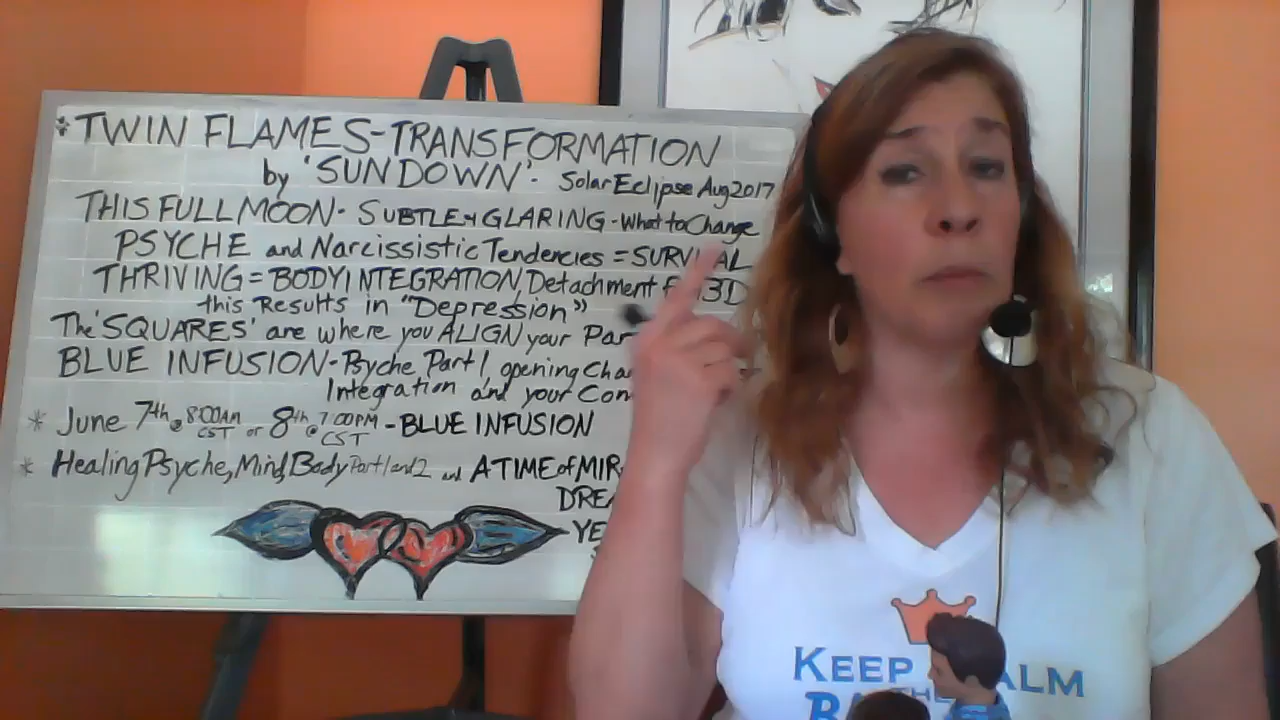 TWIN FLAMES-TRANSFORMATION
by 'SUNDOWN'- Solar Eclipse Aug 2017
THIS FULL MOON- SUBTLE + GLARING - What to Change
PSYCHE and Narcissistic Tendencies = SURVIVAL
THRIVING = BODY INTEGRATION, Detachment 3D
this Results in "Depression"
The 'SQUARES' are where you ALIGN your
BLUE INFUSION - Psyche Part 1, opening
Integration and your
* June 7th @ 8:00AM CST or 8th @ 7:00PM CST - BLUE INFUSION
* Healing Psyche, Mind, Body Part 1 and 2 and A TIME of
KEEP
THE